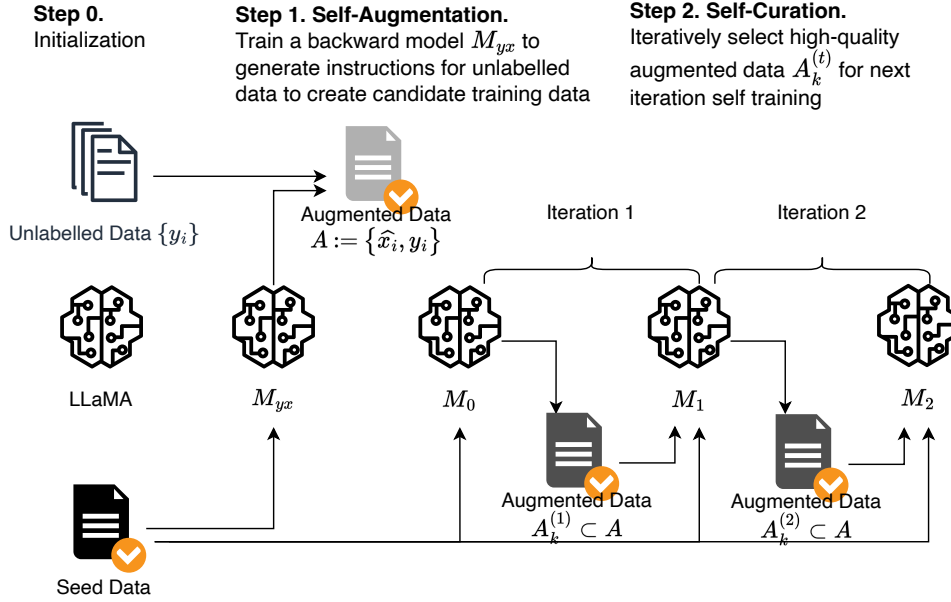 Step 0.
Initialization
Step 1. Self-Augmentation.
Train a backward model $M_{yx}$ to
generate instructions for unlabelled
data to create candidate training data
Step 2. Self-Curation.
Iteratively select high-quality
augmented data $A_k^{(t)}$ for next
iteration self training
Unlabelled Data $\{y_i\}$
Augmented Data
$A := \{\widehat{x}_i, y_i\}$
Iteration 1
Iteration 2
LLaMA
$M_{yx}$
$M_0$
$M_1$
$M_2$
Augmented Data
$A_k^{(1)} \subset A$
Augmented Data
$A_k^{(2)} \subset A$
Seed Data